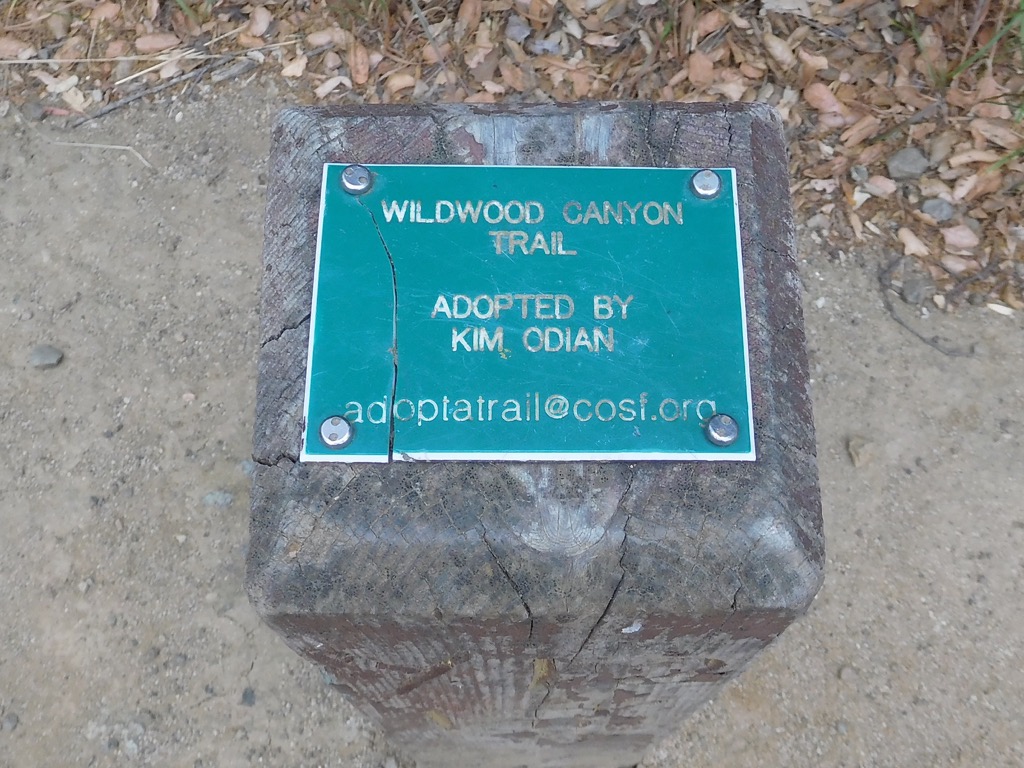 WILDWOOD CANYON
TRAIL
ADOPTED BY
KIM ODIAN
adoptatrail@cosf.org